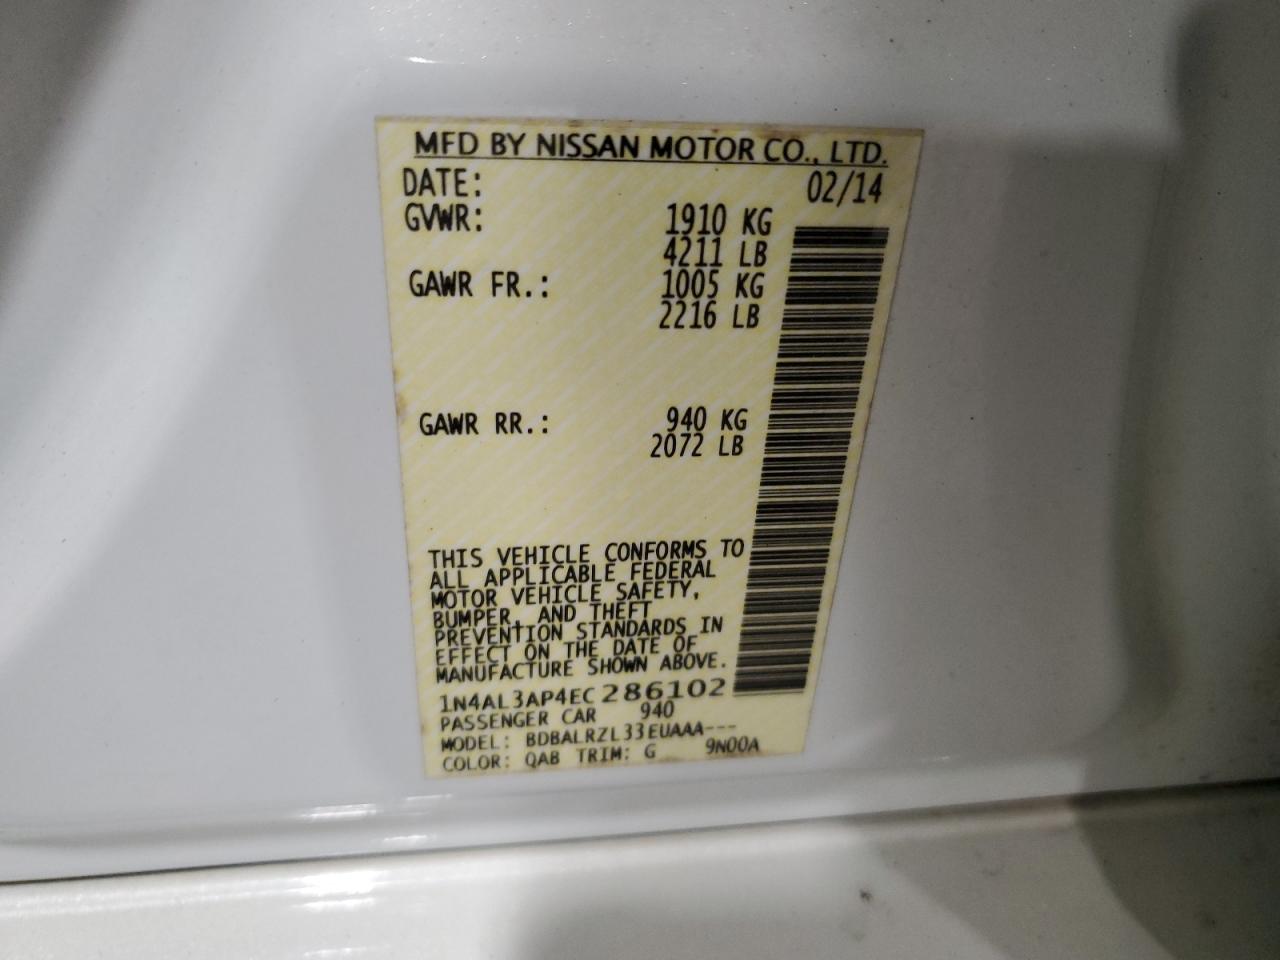 MFD BY NISSAN MOTOR CO., LTD.
DATE: 02/14
GVWR: 1910 KG
4211 LB
GAWR FR.: 1005 KG
2216 LB
GAWR RR.: 940 KG
2072 LB
THIS VEHICLE CONFORMS TO
ALL APPLICABLE FEDERAL
MOTOR VEHICLE SAFETY,
BUMPER, AND THEFT
PREVENTION STANDARDS IN
EFFECT ON THE DATE OF
MANUFACTURE SHOWN ABOVE.
1N4AL3AP4EC286102
PASSENGER CAR 940
MODEL: BDBALRZL33EUAAA---
COLOR: QAB TRIM: G 9N00A